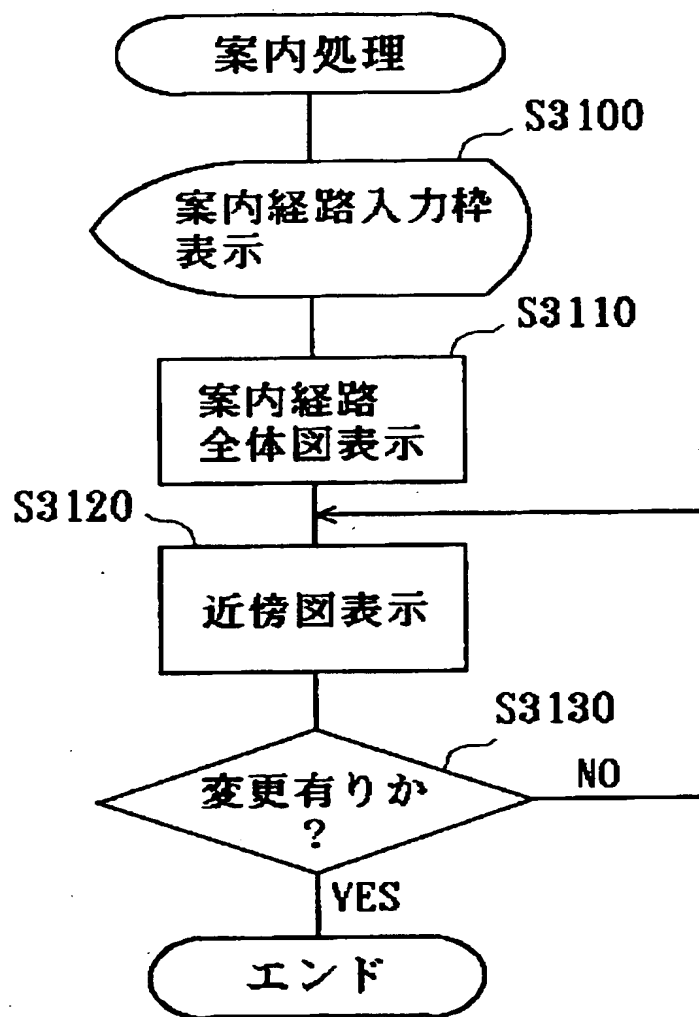 案内処理
S3100
案内経路入力枠
表示
S3110
案内経路
全体図表示
S3120
近傍図表示
S3130
変更有りか
?
NO
YES
エンド